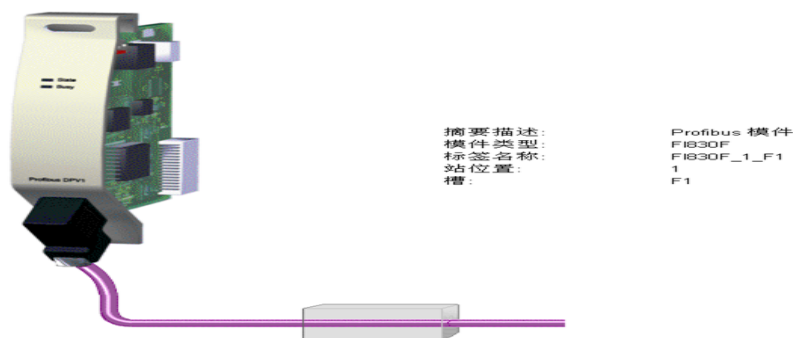 State
Busy
Profibus DPV1
摘要描述: Profibus 模件
模件类型: FI830F
标签名称: FI830F_1_F1
站位置: 1
槽: F1